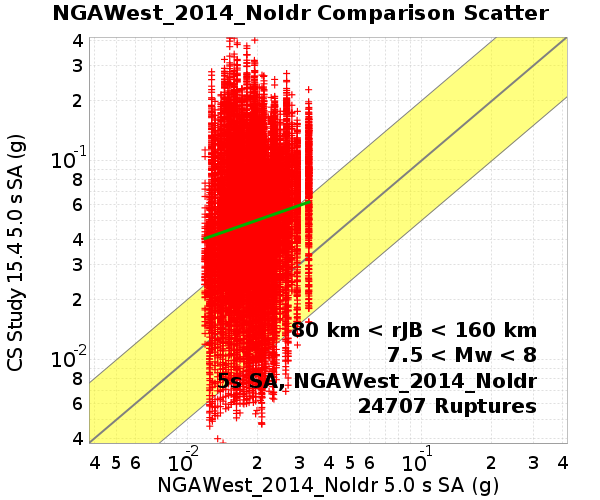 NGAWest_2014_NoIdr Comparison Scatter
CS Study 15.4 5.0 s SA (g)
4
3
2
10-1
8
6
4
3
2
10-2
8
6
4
80 km < rJB < 160 km
7.5 < Mw < 8
5s SA, NGAWest_2014_NoIdr
24707 Ruptures
4 5 6 10-2 2 3 4 5 6 10-1 2 3 4
NGAWest_2014_NoIdr 5.0 s SA (g)